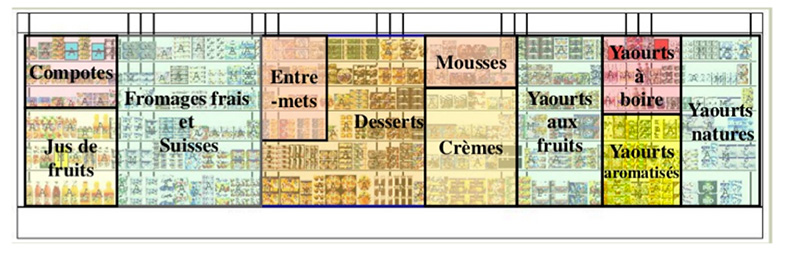 Compotes
Jus de
fruits
Fromages frais
et
Suisses
Entre
-mets
Desserts
Mousses
Crèmes
Yaourts
aux
fruits
Yaourts
à
boire
Yaourts
aromatisés
Yaourts
natures